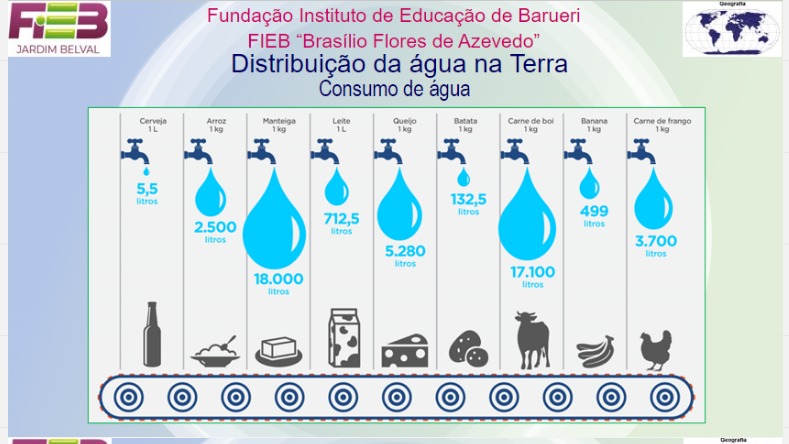 FIEB
JARDIM BELVAL
Fundação Instituto de Educação de Barueri
FIEB “Brasílio Flores de Azevedo”
Distribuição da água na Terra
Consumo de água
Geografia
Cerveja
1 L
5,5
litros
Arroz
1 kg
2.500
litros
Manteiga
1 kg
18.000
litros
Leite
1 L
712,5
litros
Queijo
1 kg
5.280
litros
Batata
1 kg
132,5
litros
Carne de boi
1 kg
17.100
litros
Banana
1 kg
499
litros
Carne de frango
1 kg
3.700
litros
Geografia